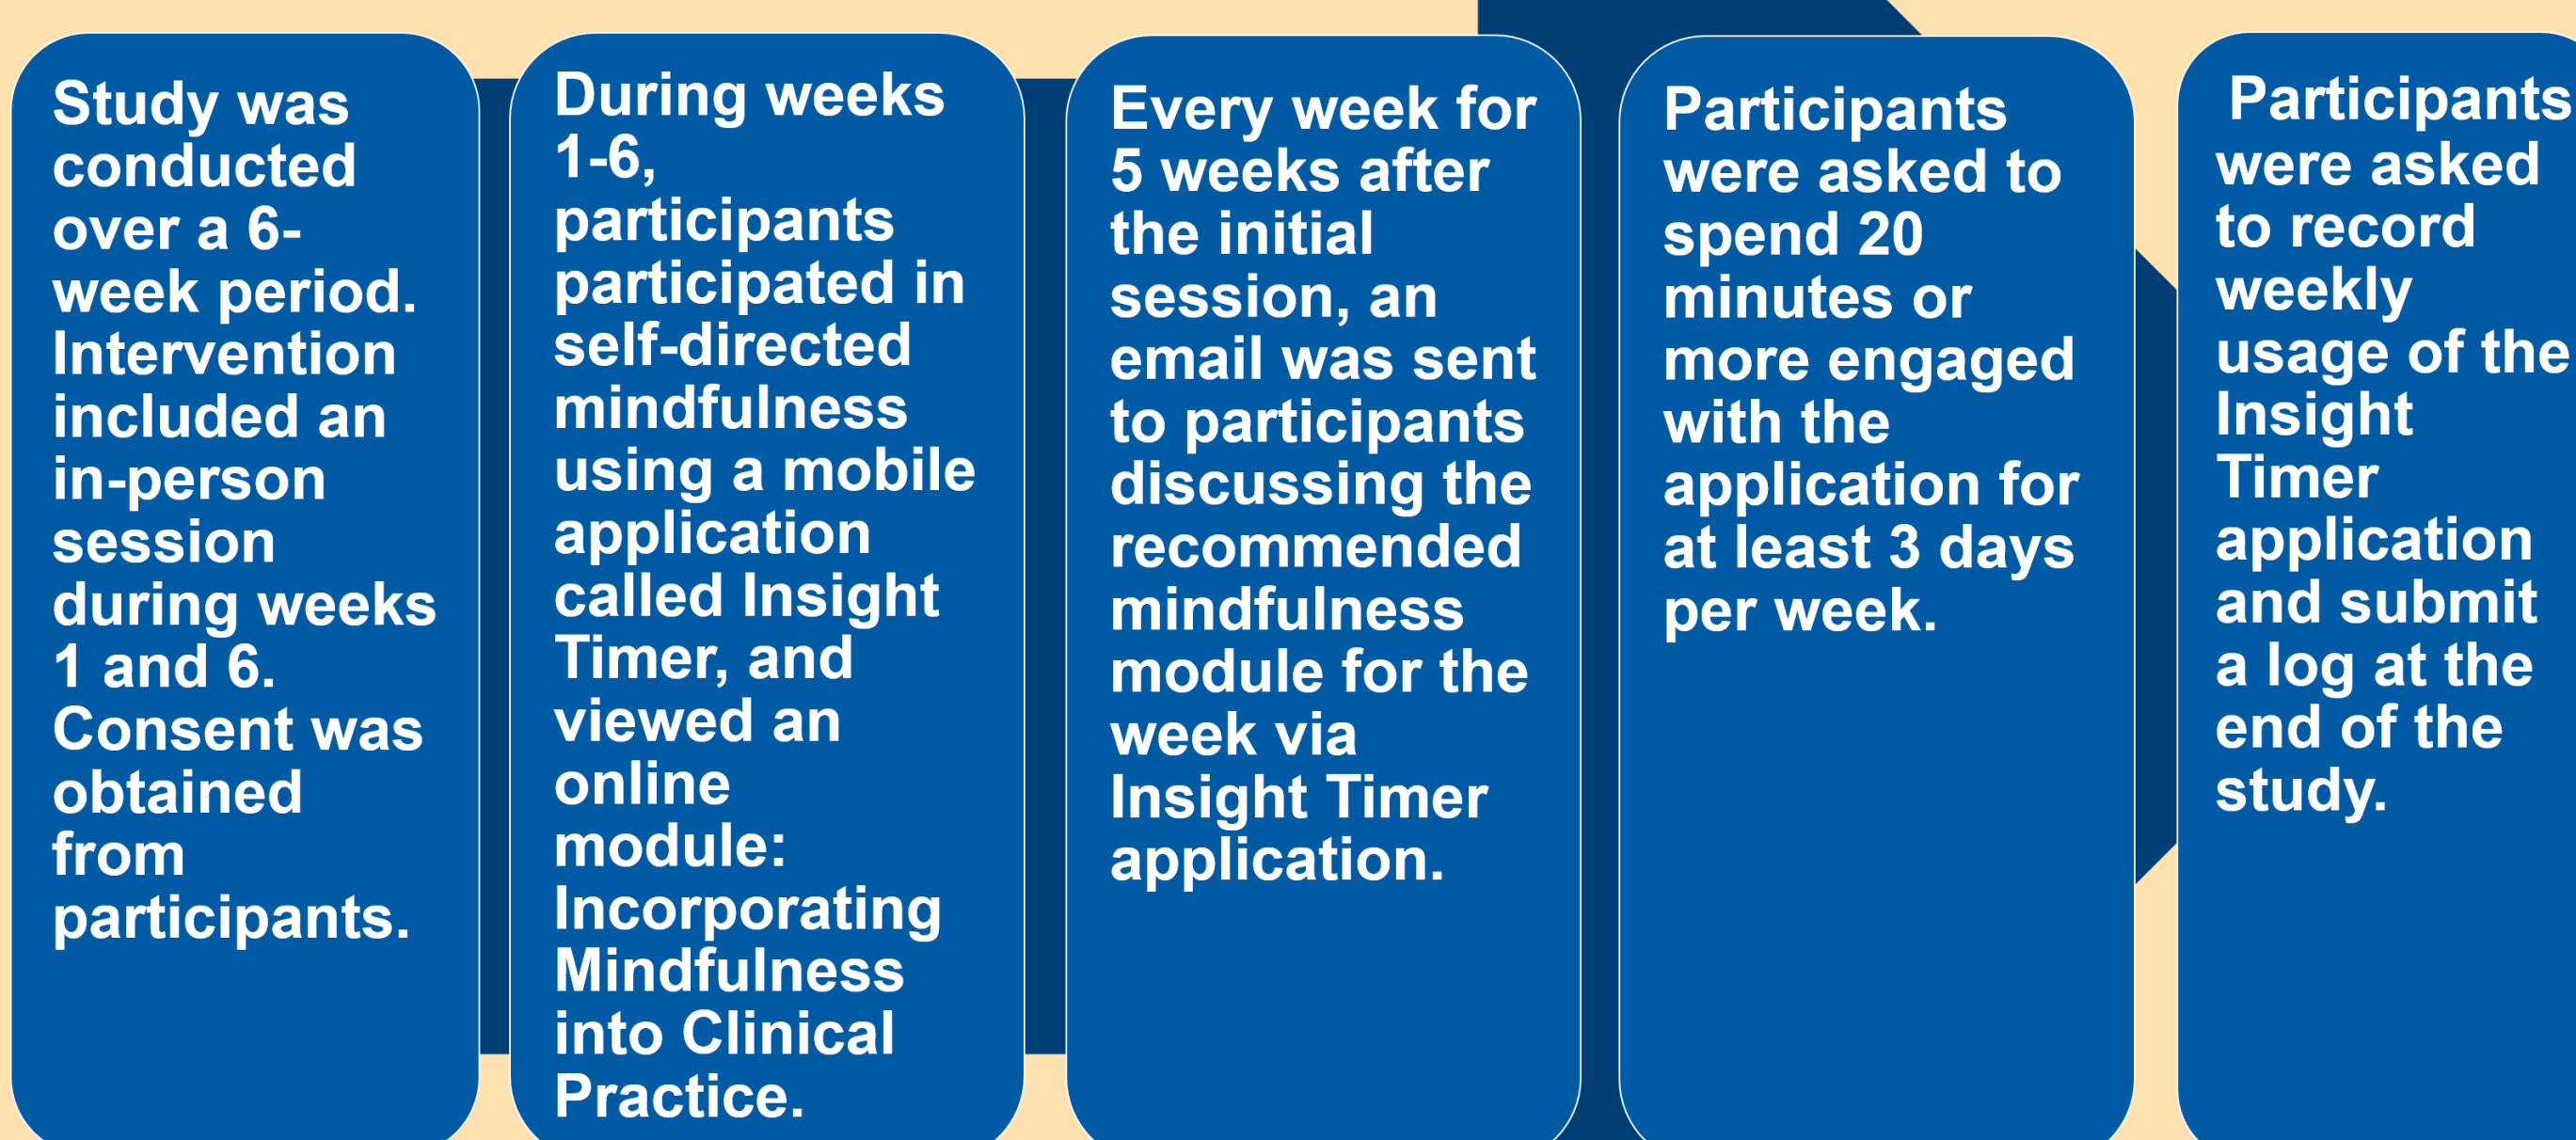 Study was
conducted
over a 6-
week period.
Intervention
included an
in-person
session
during weeks
1 and 6.
Consent was
obtained
from
participants.
During weeks
1-6,
participants
participated in
self-directed
mindfulness
using a mobile
application
called Insight
Timer, and
viewed an
online
module:
Incorporating
Mindfulness
into Clinical
Practice.
Every week for
5 weeks after
the initial
session, an
email was sent
to participants
discussing the
recommended
mindfulness
module for the
week via
Insight Timer
application.
Participants
were asked to
spend 20
minutes or
more engaged
with the
application for
at least 3 days
per week.
Participants
were asked
to record
weekly
usage of the
Insight
Timer
application
and submit
a log at the
end of the
study.